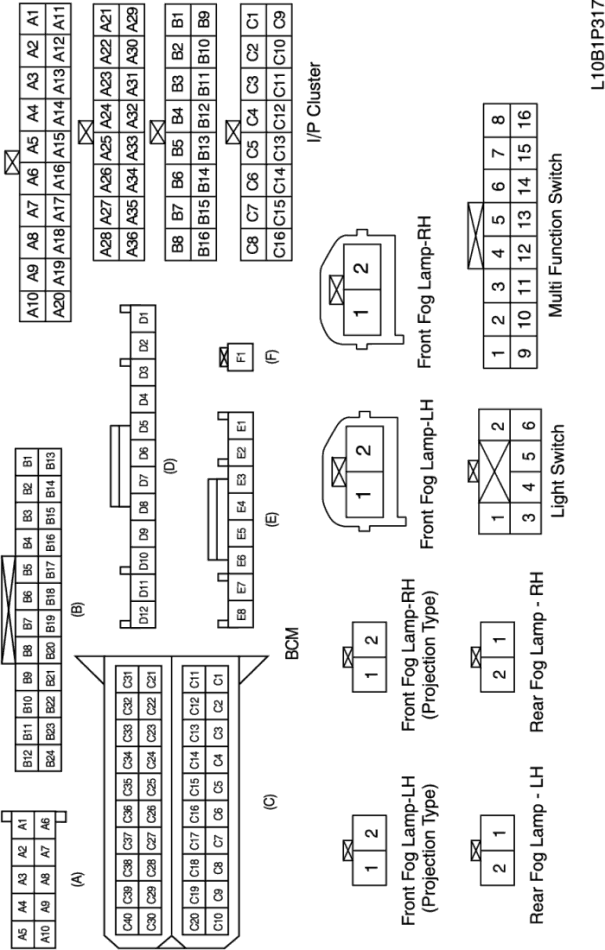 A5 A4 A3 A2 A1
A10 A9 A8 A7 A6
(A)
B12 B11 B10 B9 B8 B7 B6 B5 B4 B3 B2 B1
B24 B23 B22 B21 B20 B19 B18 B17 B16 B15 B14 B13
(B)
A10 A9 A8 A7 A6 A5 A4 A3 A2 A1
A20 A19 A18 A17 A16 A15 A14 A13 A12 A11
A28 A27 A26 A25 A24 A23 A22 A21
A36 A35 A34 A33 A32 A31 A30 A29
B8 B7 B6 B5 B4 B3 B2 B1
B16 B15 B14 B13 B12 B11 B10 B9
C8 C7 C6 C5 C4 C3 C2 C1
C16 C15 C14 C13 C12 C11 C10 C9
I/P Cluster
C40 C39 C38 C37 C36 C35 C34 C33 C32 C31
C30 C29 C28 C27 C26 C25 C24 C23 C22 C21
C20 C19 C18 C17 C16 C15 C14 C13 C12 C11
C10 C9 C8 C7 C6 C5 C4 C3 C2 C1
(C)
D12 D11 D10 D9 D8 D7 D6 D5 D4 D3 D2 D1
(D)
E8 E7 E6 E5 E4 E3 E2 E1
(E)
F1
(F)
BCM
1 2
Front Fog Lamp-LH
(Projection Type)
1 2
Front Fog Lamp-RH
(Projection Type)
1 2
Front Fog Lamp-LH
1 2
Front Fog Lamp-RH
2 1
Rear Fog Lamp - LH
2 1
Rear Fog Lamp - RH
1 2
3 4 5 6
Light Switch
1 2 3 4 5 6 7 8
9 10 11 12 13 14 15 16
Multi Function Switch
L10B1P317